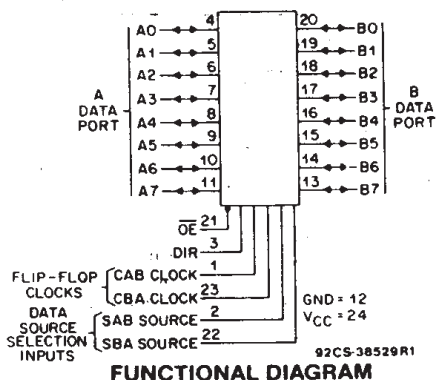 A0 4 20 B0
A1 5 19 B1
A2 6 18 B2
A3 7 17 B3
A4 8 16 B4
A5 9 15 B5
A6 10 14 B6
A7 11 13 B7
A
DATA
PORT
B
DATA
PORT
OE 21
DIR 3
FLIP-FLOP
CLOCKS
CAB CLOCK 1
CBA CLOCK 23
DATA
SOURCE
SELECTION
INPUTS
SAB SOURCE 2
SBA SOURCE 22
GND = 12
VCC = 24
92CS-38529R1
FUNCTIONAL DIAGRAM